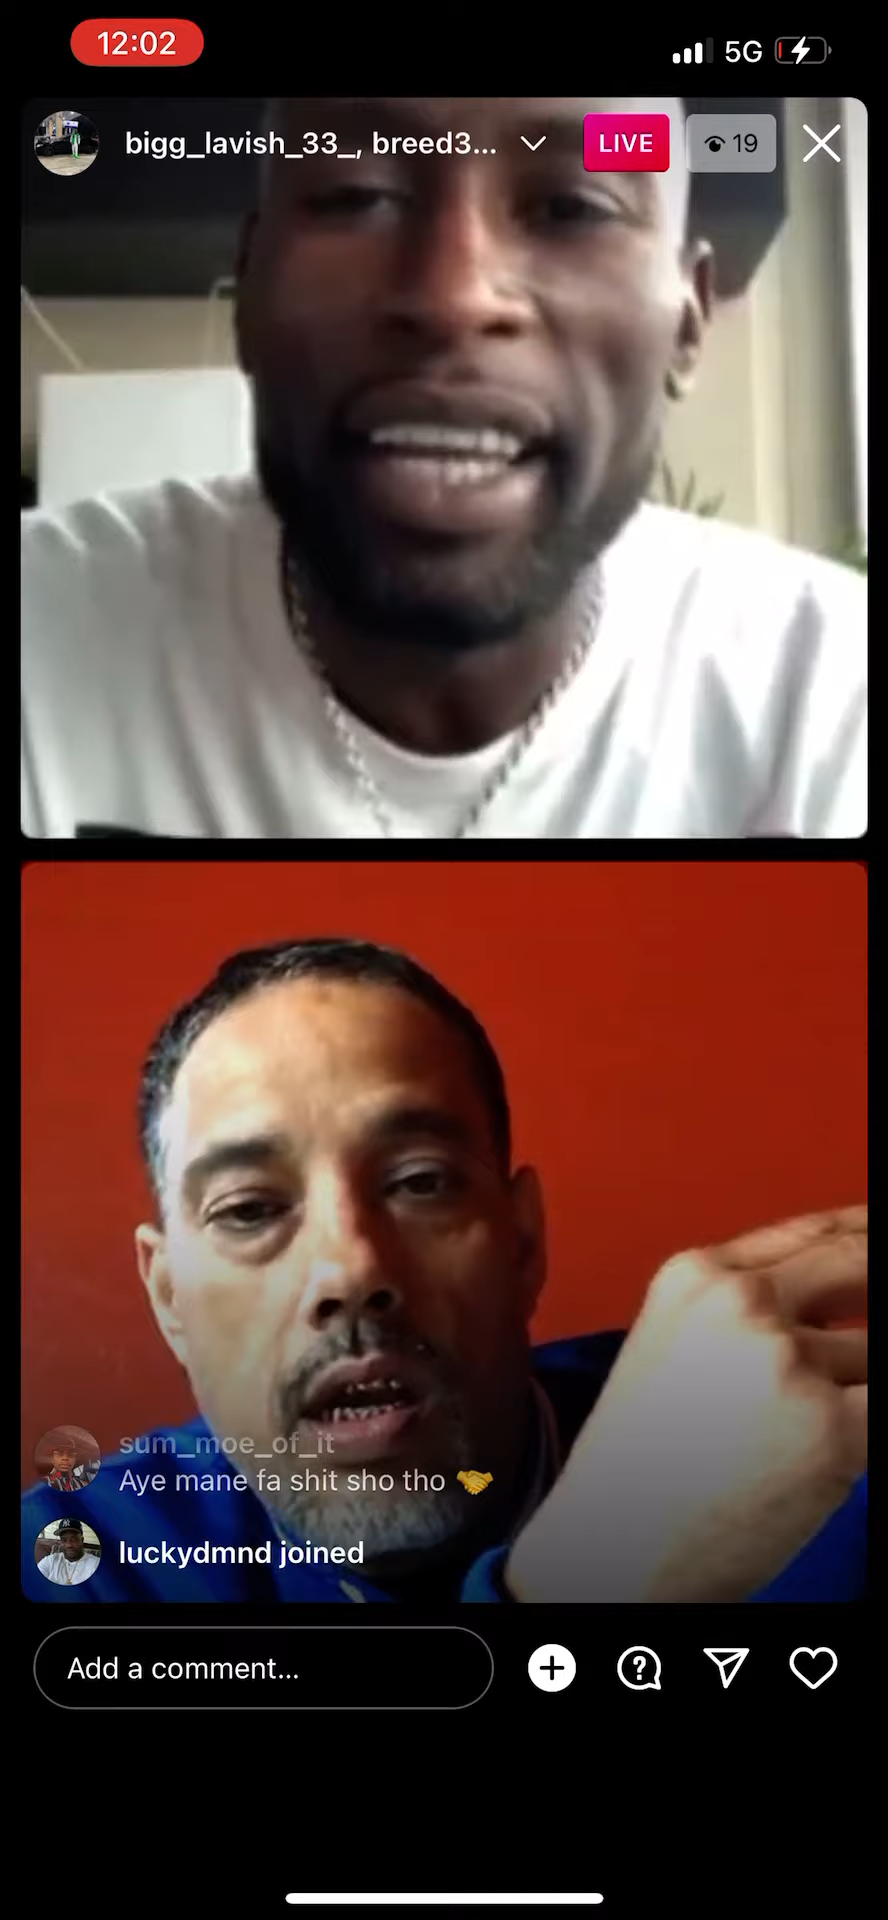 12:02
5G
bigg_lavish_33_, breed3...
LIVE
19
sum_moe_of_it
Aye mane fa shit sho tho 🤝
luckydmnd joined
Add a comment...